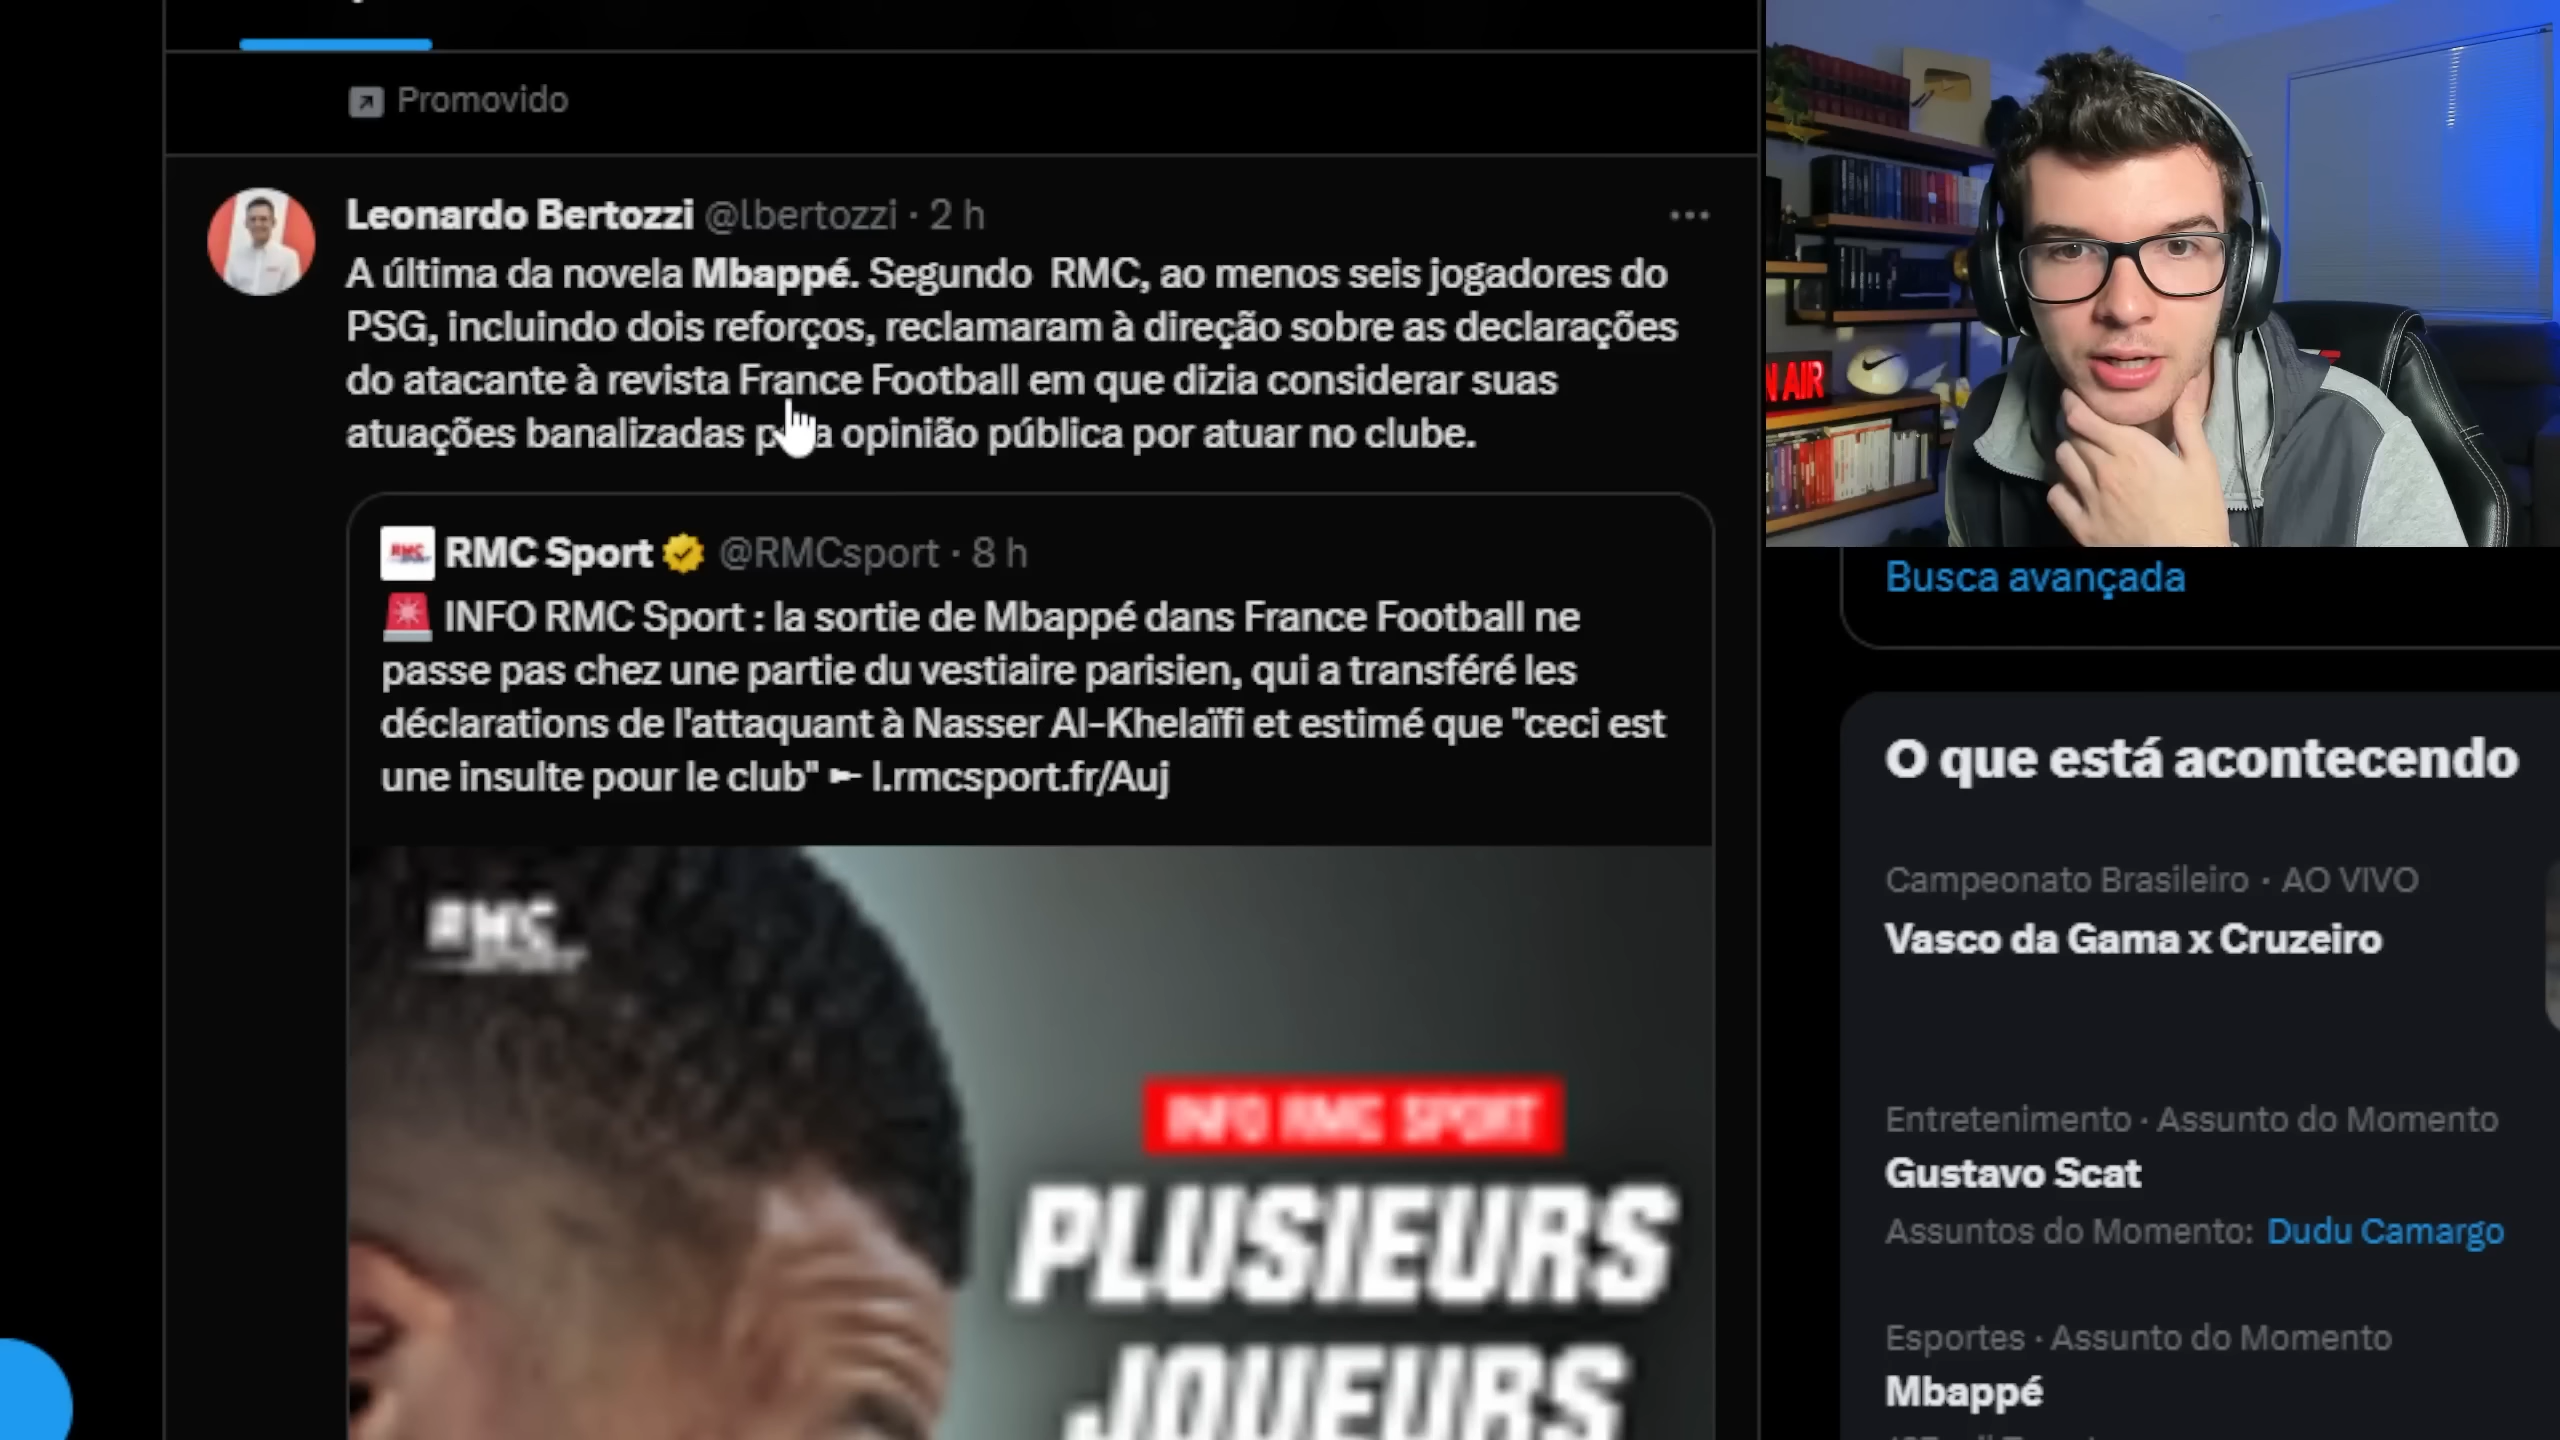 Promovido
Leonardo Bertozzi @lbertozzi · 2 h
A última da novela Mbappé. Segundo RMC, ao menos seis jogadores do
PSG, incluindo dois reforços, reclamaram à direção sobre as declarações
do atacante à revista France Football em que dizia considerar suas
atuações banalizadas a opinião pública por atuar no clube.
RMC Sport @RMCsport · 8 h
INFO RMC Sport : la sortie de Mbappé dans France Football ne
passe pas chez une partie du vestiaire parisien, qui a transféré les
déclarations de l'attaquant à Nasser Al-Khelaïfi et estimé que "ceci est
une insulte pour le club" ► l.rmcsport.fr/Auj
RMC
SPORT
INFO RMC SPORT
PLUSIEURS
JOUEURS
N AIR
Busca avançada
O que está acontecendo
Campeonato Brasileiro · AO VIVO
Vasco da Gama x Cruzeiro
Entretenimento · Assunto do Momento
Gustavo Scat
Assuntos do Momento: Dudu Camargo
Esportes · Assunto do Momento
Mbappé